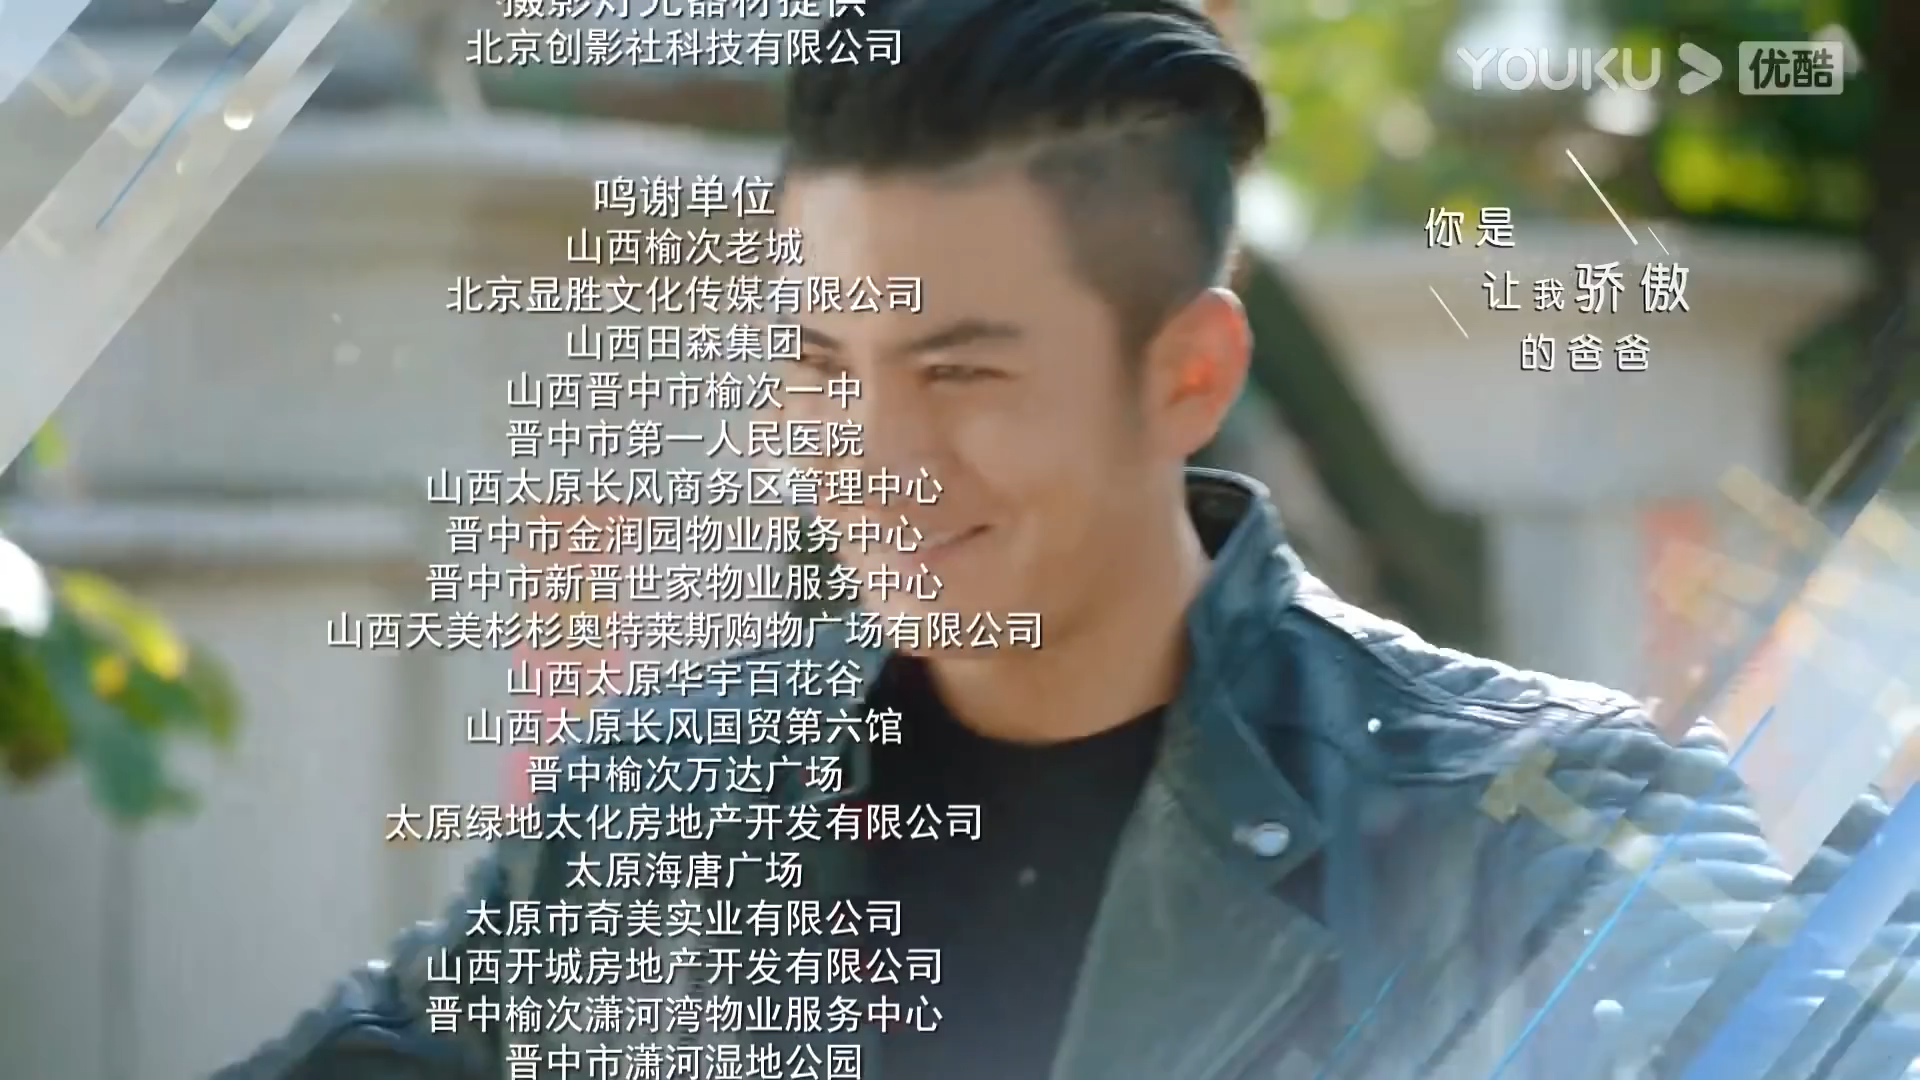 摄影灯光器材提供
北京创影社科技有限公司
YOUKU 优酷
鸣谢单位
山西榆次老城
北京显胜文化传媒有限公司
山西田森集团
山西晋中市榆次一中
晋中市第一人民医院
山西太原长风商务区管理中心
晋中市金润园物业服务中心
晋中市新晋世家物业服务中心
山西天美杉杉奥特莱斯购物广场有限公司
山西太原华宇百花谷
山西太原长风国贸第六馆
晋中榆次万达广场
太原绿地太化房地产开发有限公司
太原海唐广场
太原市奇美实业有限公司
山西开城房地产开发有限公司
晋中榆次潇河湾物业服务中心
晋中市潇河湿地公园
你是
让我骄傲
的爸爸